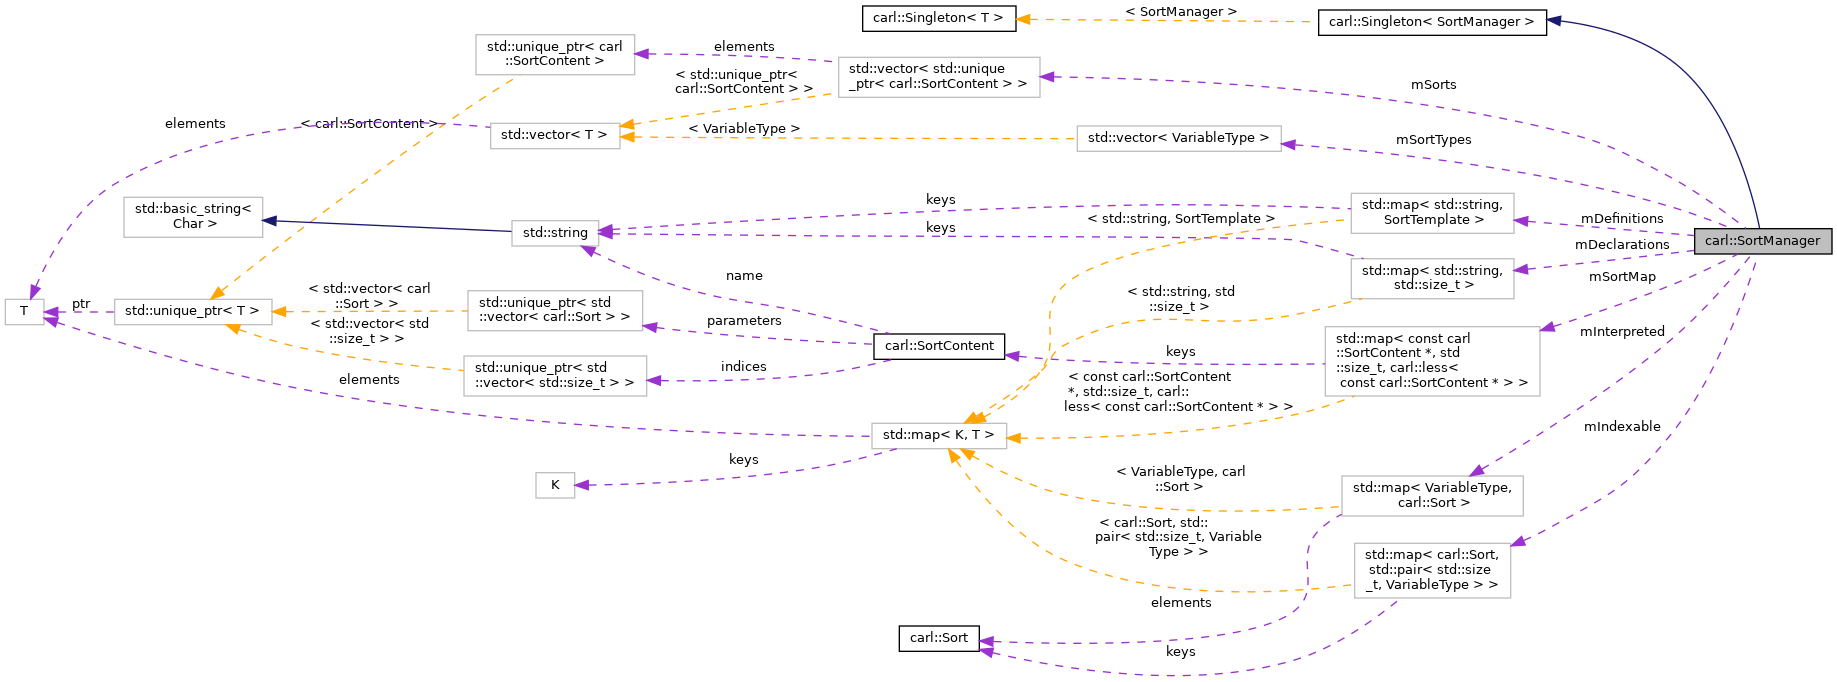 carl::Singleton< T >
< SortManager >
carl::Singleton< SortManager >
std::unique_ptr< carl
::SortContent >
elements
< std::unique_ptr<
carl::SortContent > >
std::vector< std::unique
_ptr< carl::SortContent > >
mSorts
elements
< carl::SortContent >
std::vector< T >
< VariableType >
std::vector< VariableType >
mSortTypes
std::basic_string<
Char >
std::string
keys
keys
< std::string, SortTemplate >
std::map< std::string,
SortTemplate >
mDefinitions
carl::SortManager
mDeclarations
std::map< std::string,
std::size_t >
mSortMap
name
< std::string, std
::size_t >
T
ptr
std::unique_ptr< T >
< std::vector< carl
::Sort > >
< std::vector< std
::size_t > >
std::unique_ptr< std
::vector< carl::Sort > >
parameters
carl::SortContent
keys
std::map< const carl
::SortContent *, std
::size_t, carl::less<
const carl::SortContent * > >
mInterpreted
elements
std::unique_ptr< std
::vector< std::size_t > >
indices
< const carl::SortContent
*, std::size_t, carl::
less< const carl::SortContent * > >
std::map< K, T >
mIndexable
K
keys
< VariableType, carl
::Sort >
std::map< VariableType,
carl::Sort >
< carl::Sort, std::
pair< std::size_t, Variable
Type > >
std::map< carl::Sort,
std::pair< std::size
_t, VariableType > >
elements
carl::Sort
keys